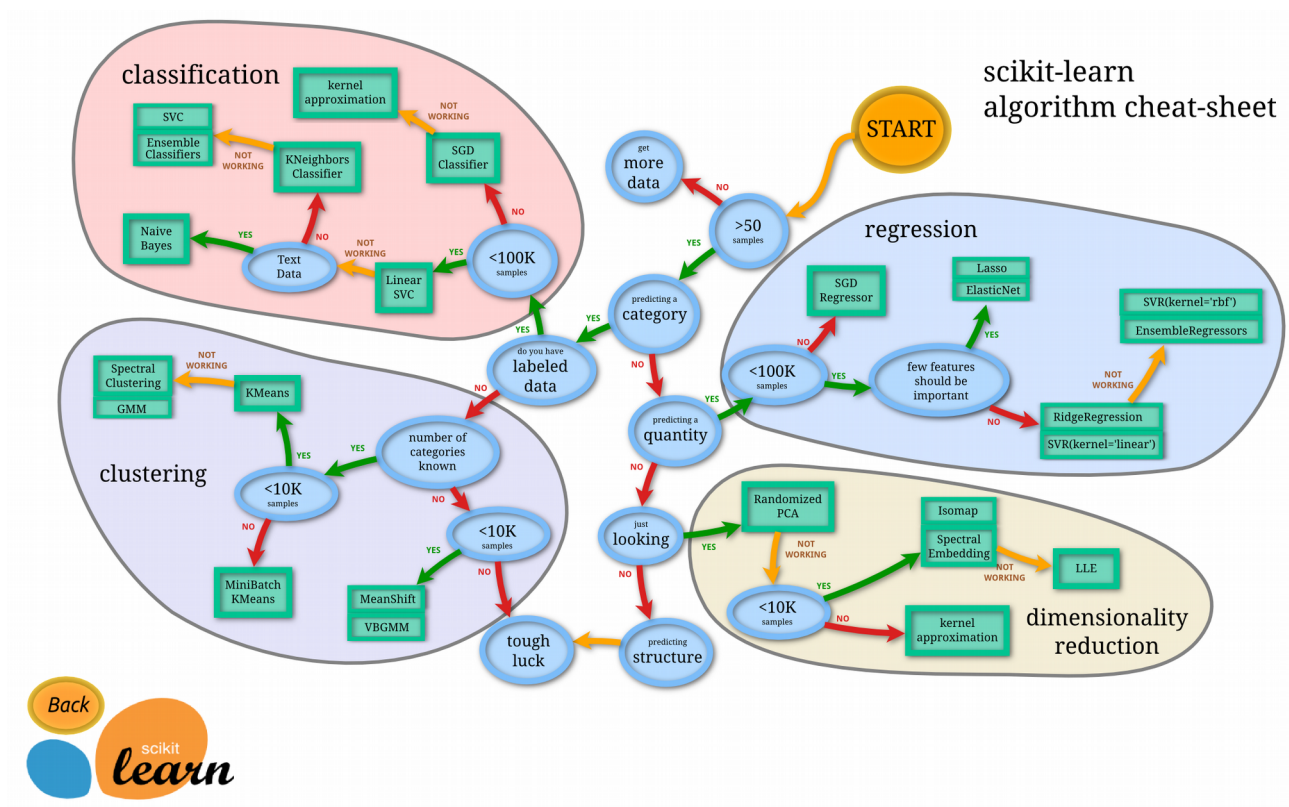 scikit-learn
algorithm cheat-sheet
START
>50
samples
NO
get
more
data
YES
predicting a
category
YES
do you have
labeled
data
NO
YES
classification
<100K
samples
NO
SGD
Classifier
NOT
WORKING
kernel
approximation
YES
Linear
SVC
NOT
WORKING
Text
Data
YES
Naive
Bayes
NO
KNeighbors
Classifier
NOT
WORKING
SVC
Ensemble
Classifiers
NO
clustering
number of
categories
known
YES
<10K
samples
YES
KMeans
NOT
WORKING
Spectral
Clustering
GMM
NO
MiniBatch
KMeans
NO
<10K
samples
YES
MeanShift
VBGMM
NO
tough
luck
predicting a
quantity
YES
regression
<100K
samples
NO
SGD
Regressor
YES
few features
should be
important
YES
Lasso
ElasticNet
NO
RidgeRegression
SVR(kernel='linear')
NOT
WORKING
SVR(kernel='rbf')
EnsembleRegressors
NO
just
looking
YES
Randomized
PCA
NOT
WORKING
<10K
samples
YES
Isomap
Spectral
Embedding
NOT
WORKING
LLE
NO
kernel
approximation
dimensionality
reduction
NO
predicting
structure
Back
scikit
learn